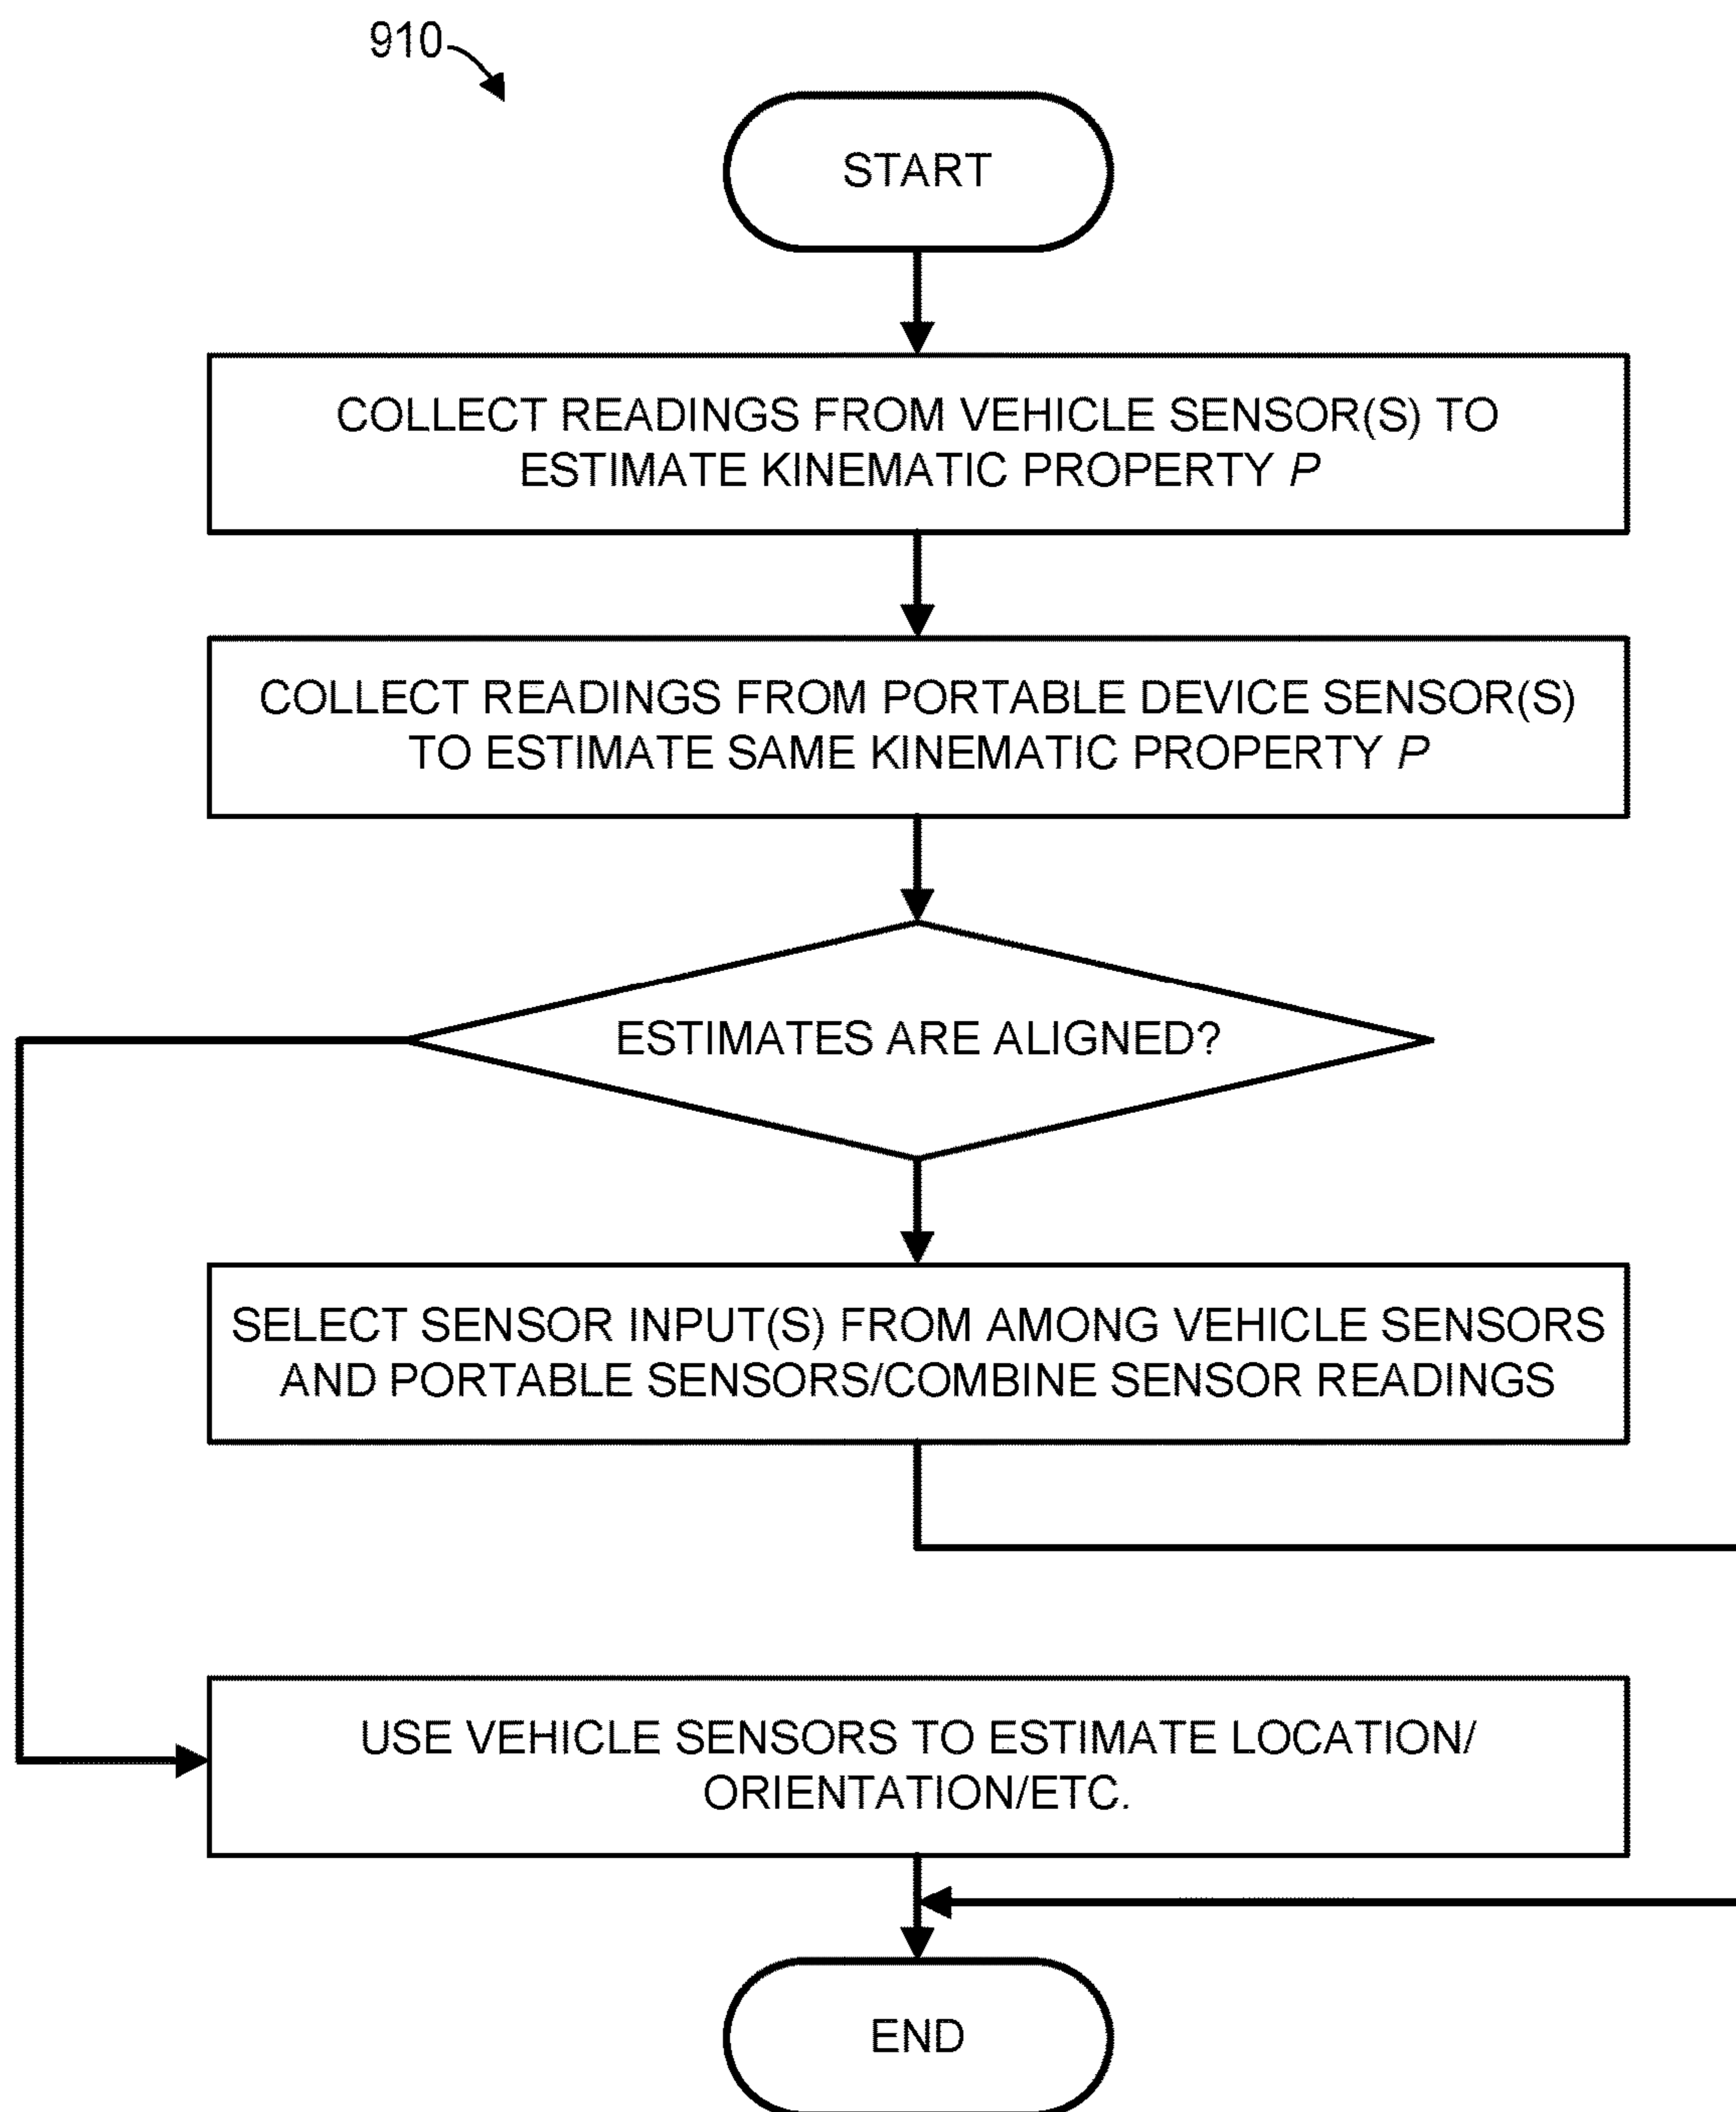 910
START
COLLECT READINGS FROM VEHICLE SENSOR(S) TO
ESTIMATE KINEMATIC PROPERTY P
COLLECT READINGS FROM PORTABLE DEVICE SENSOR(S)
TO ESTIMATE SAME KINEMATIC PROPERTY P
ESTIMATES ARE ALIGNED?
SELECT SENSOR INPUT(S) FROM AMONG VEHICLE SENSORS
AND PORTABLE SENSORS/COMBINE SENSOR READINGS
USE VEHICLE SENSORS TO ESTIMATE LOCATION/
ORIENTATION/ETC.
END